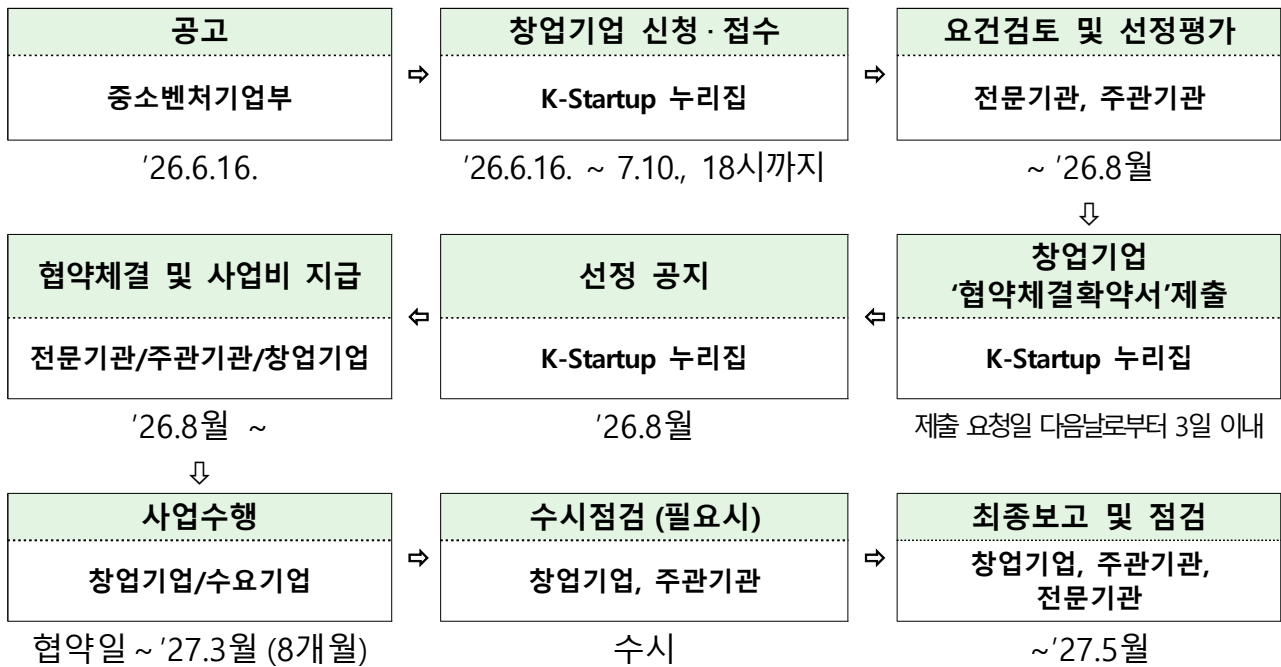 공고
중소벤처기업부
'26.6.16.
⇨
창업기업 신청 · 접수
K-Startup 누리집
'26.6.16. ~ 7.10., 18시까지
⇨
요건검토 및 선정평가
전문기관, 주관기관
~ '26.8월
⇩
창업기업
'협약체결확약서'제출
K-Startup 누리집
제출 요청일 다음날로부터 3일 이내
⇦
선정 공지
K-Startup 누리집
'26.8월
⇦
협약체결 및 사업비 지급
전문기관/주관기관/창업기업
'26.8월 ~
⇩
사업수행
창업기업/수요기업
협약일 ~ '27.3월 (8개월)
⇨
수시점검 (필요시)
창업기업, 주관기관
수시
⇨
최종보고 및 점검
창업기업, 주관기관,
전문기관
~'27.5월